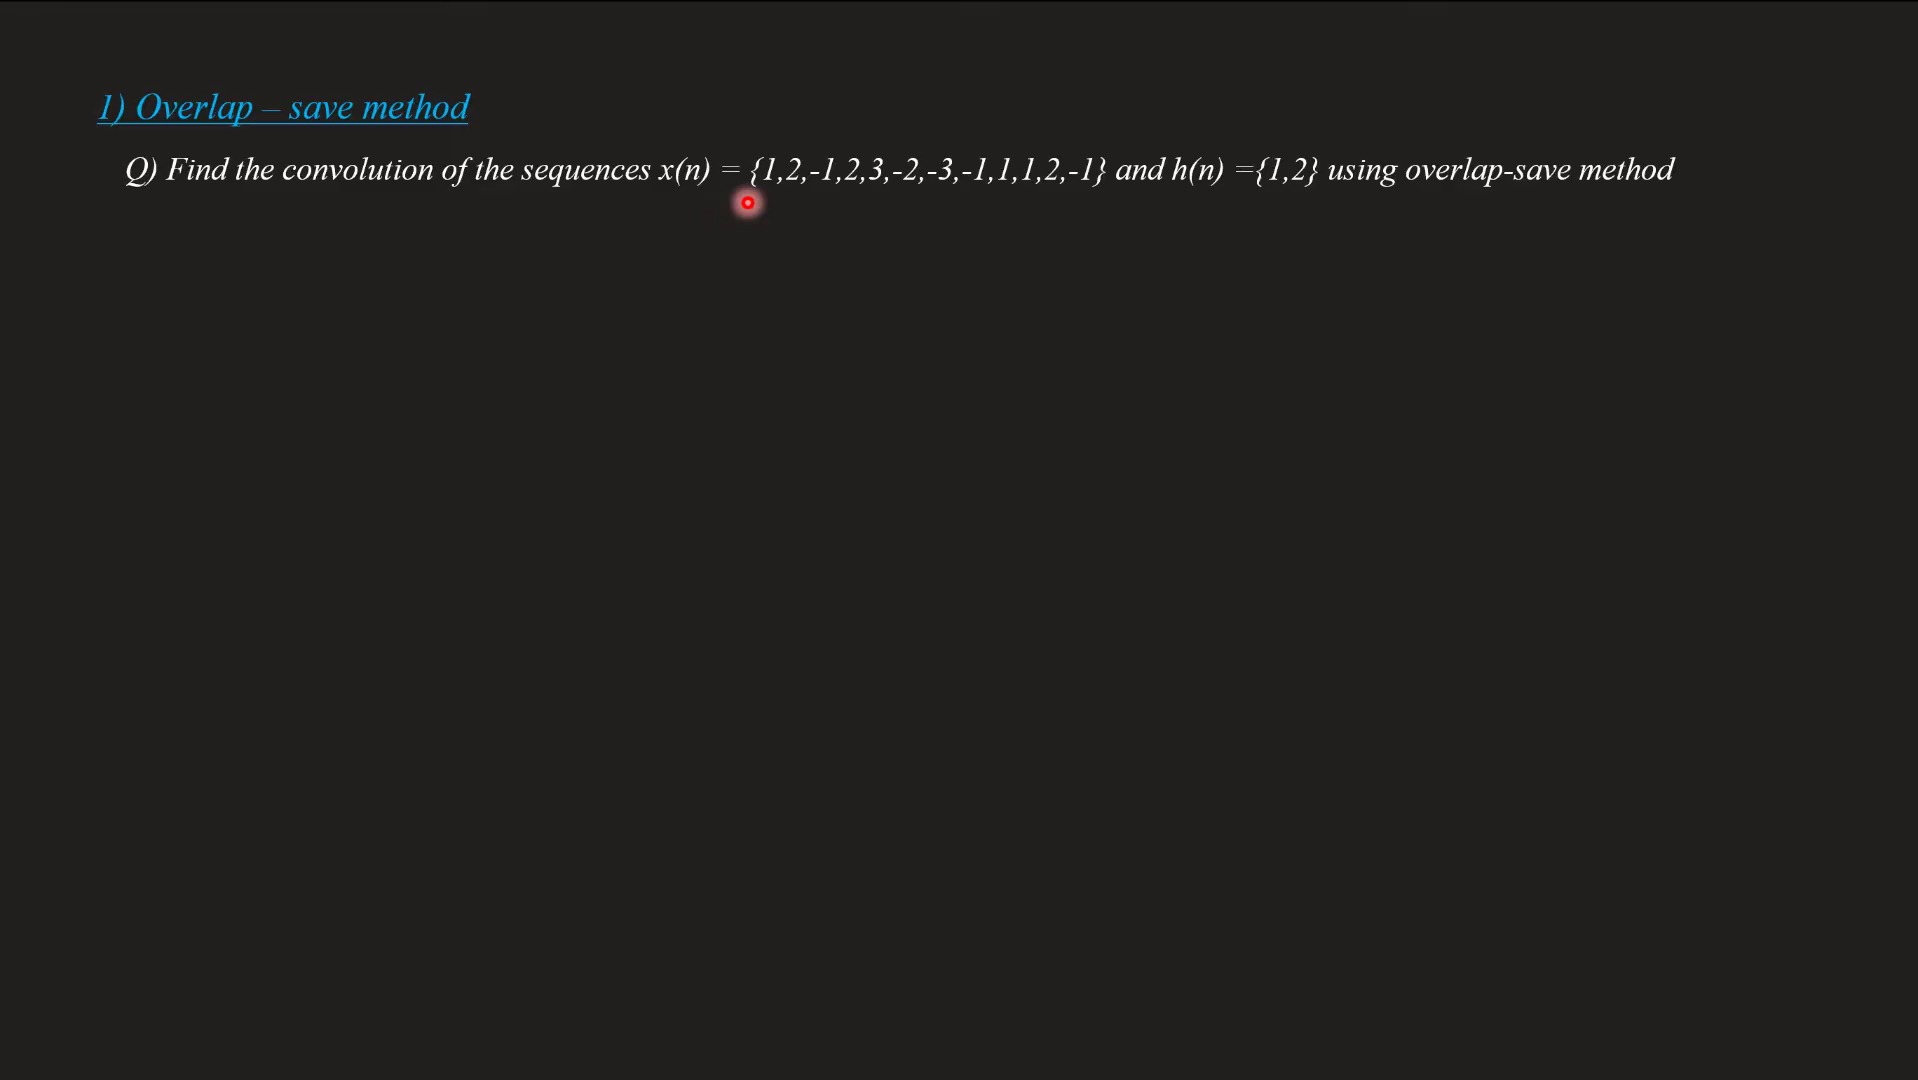 1) Overlap – save method
Q) Find the convolution of the sequences x(n) = {1,2,-1,2,3,-2,-3,-1,1,1,2,-1} and h(n) ={1,2} using overlap-save method